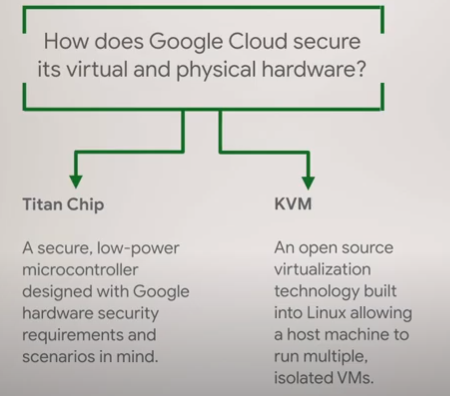 How does Google Cloud secure
its virtual and physical hardware?
Titan Chip
A secure, low-power
microcontroller
designed with Google
hardware security
requirements and
scenarios in mind.
KVM
An open source
virtualization
technology built
into Linux allowing
a host machine to
run multiple,
isolated VMs.